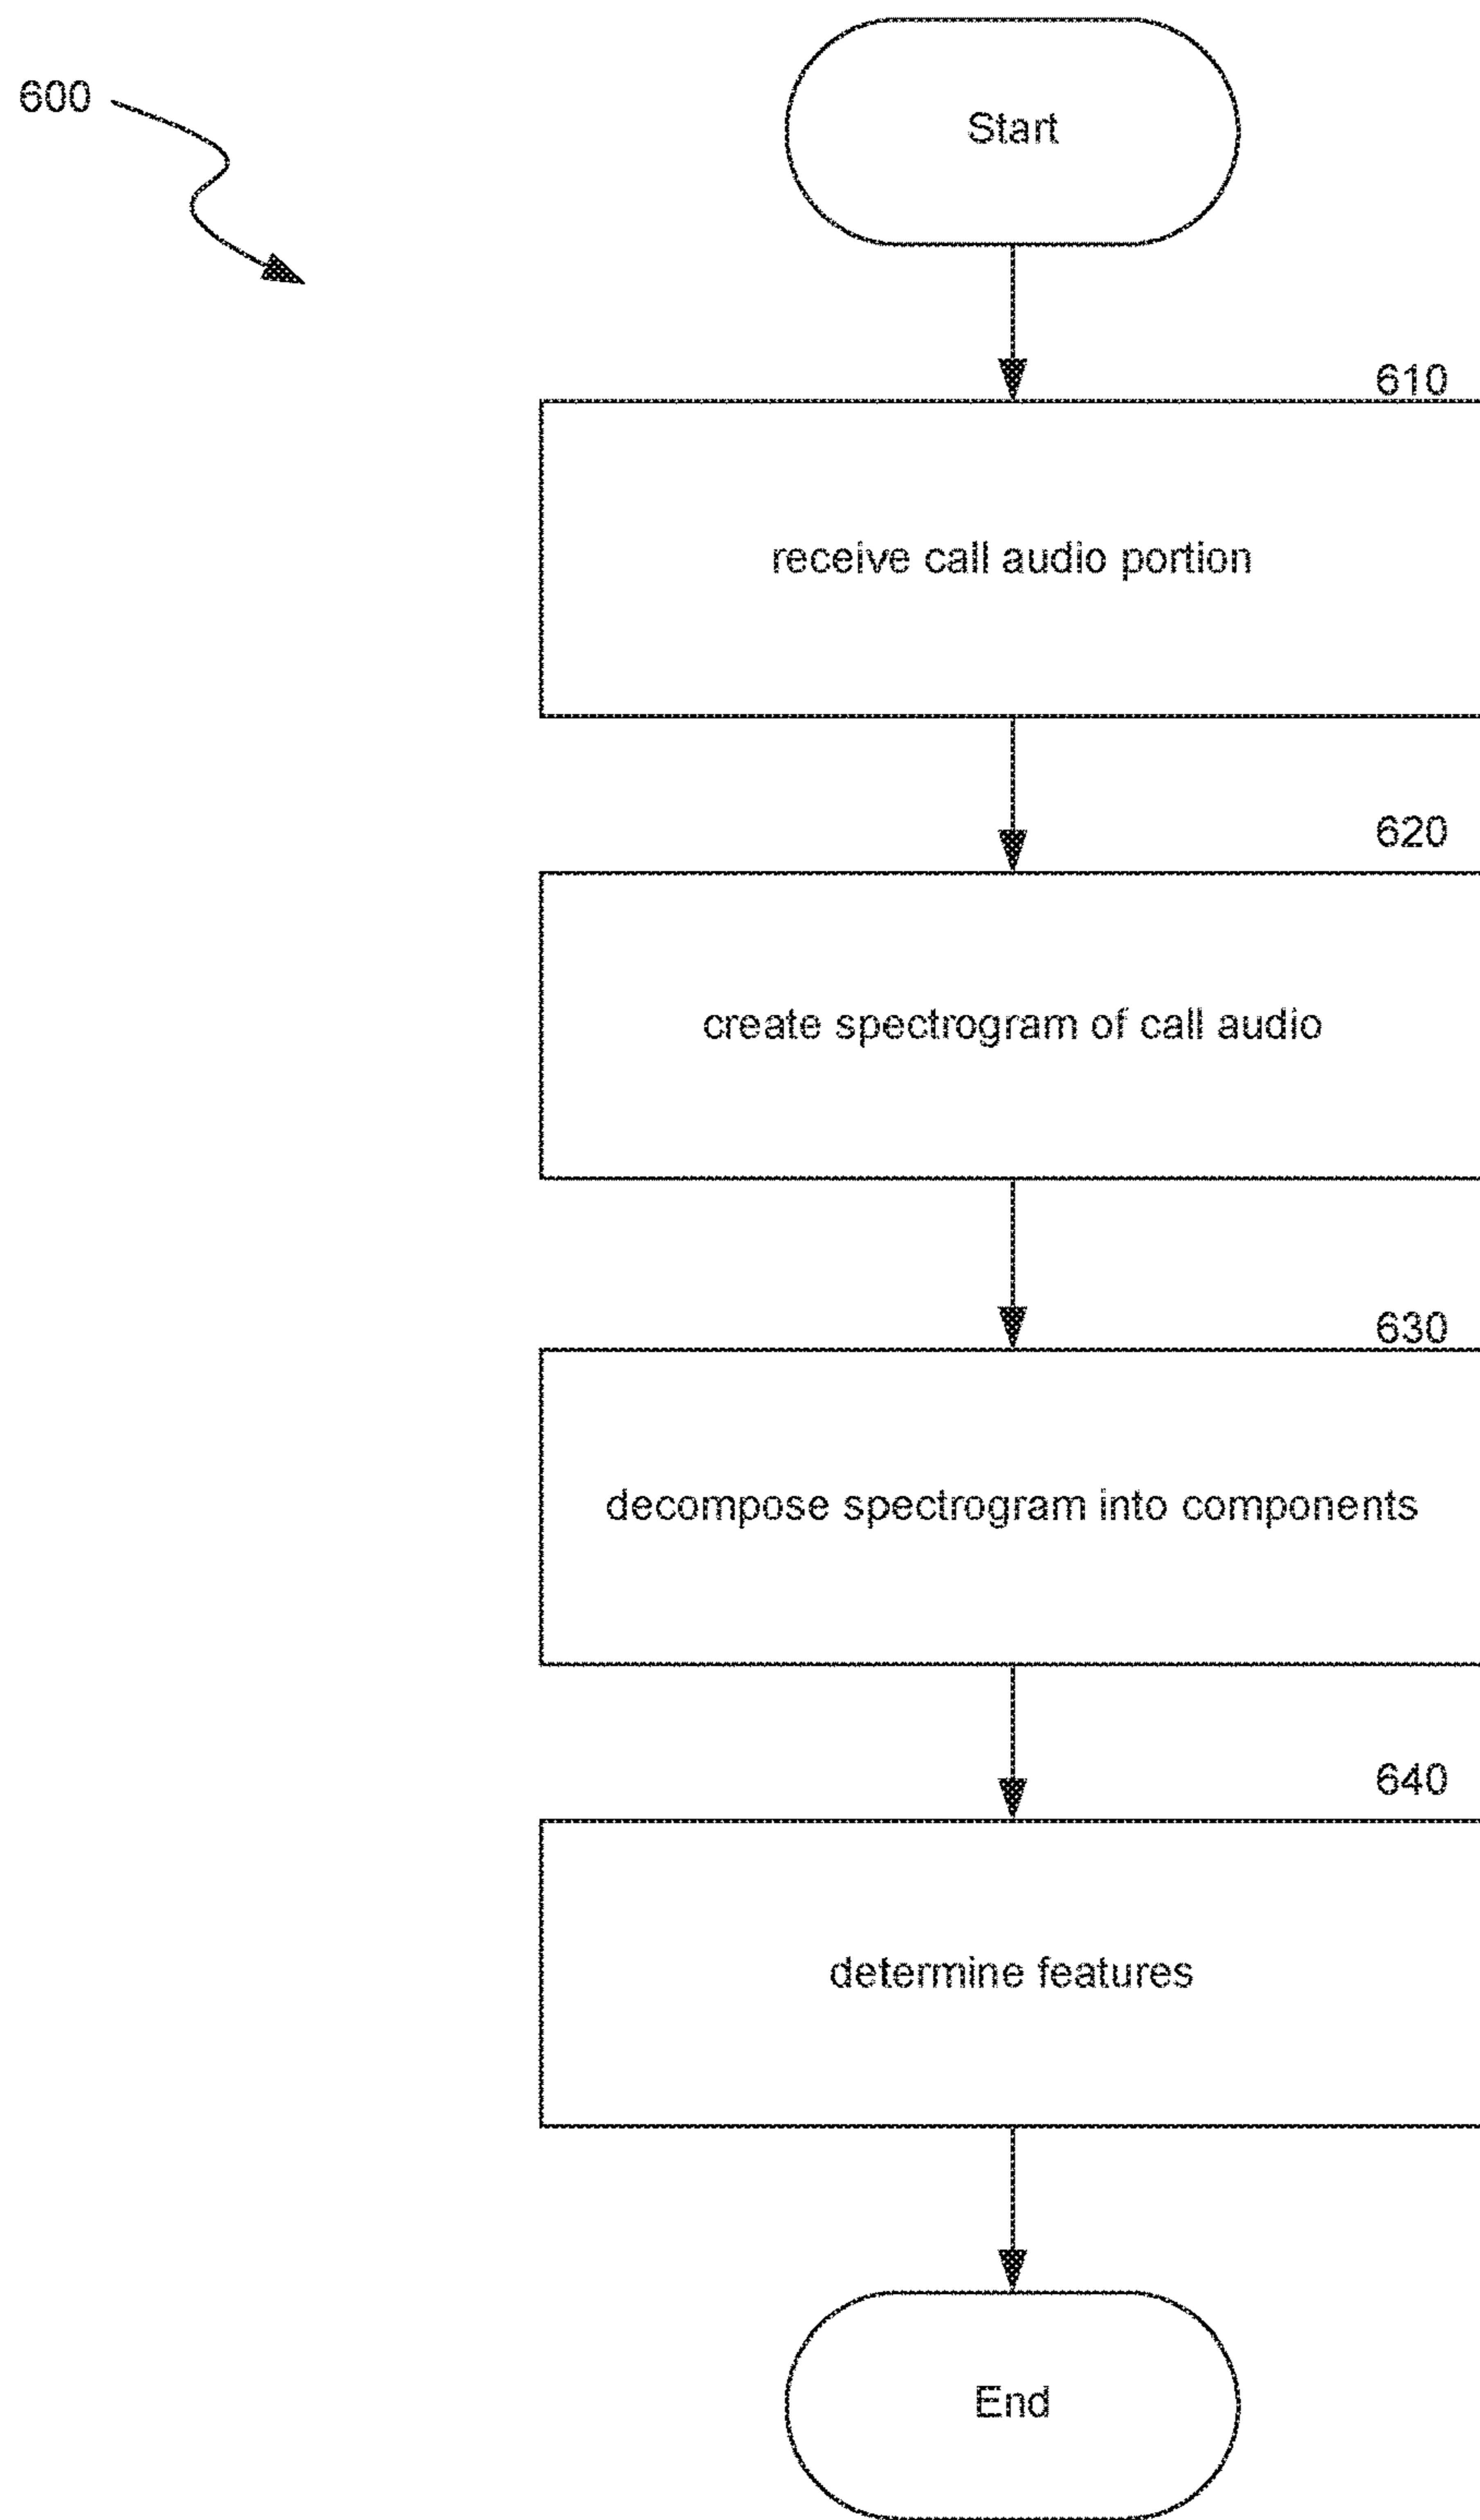 600
Start
610
receive call audio portion
620
create spectrogram of call audio
630
decompose spectrogram into components
640
determine features
End